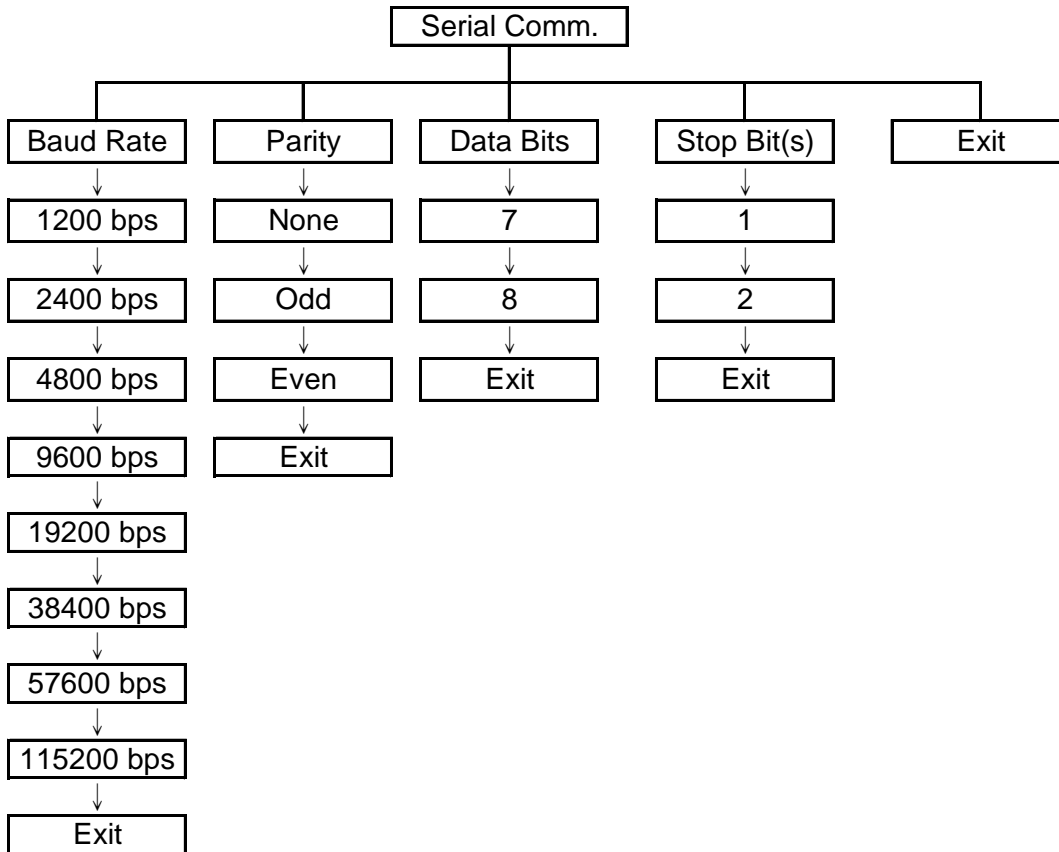 Serial Comm.
Baud Rate
Parity
Data Bits
Stop Bit(s)
Exit
1200 bps
None
7
1
2400 bps
Odd
8
2
4800 bps
Even
Exit
Exit
9600 bps
Exit
19200 bps
38400 bps
57600 bps
115200 bps
Exit